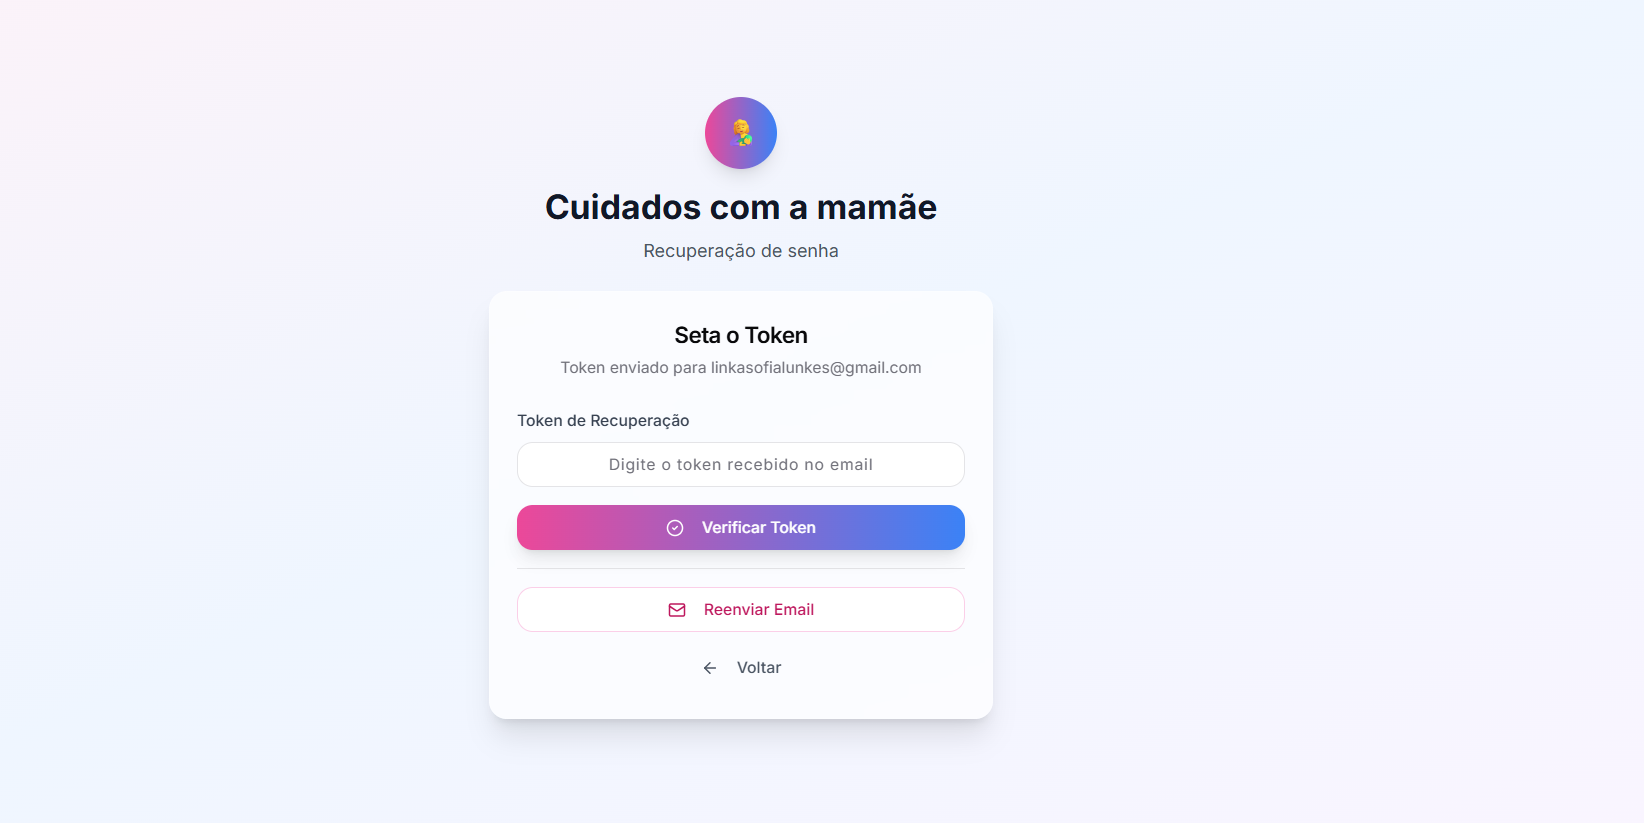 Cuidados com a mamãe
Recuperação de senha
Seta o Token
Token enviado para linkasofialunkes@gmail.com
Token de Recuperação
Digite o token recebido no email
Verificar Token
Reenviar Email
Voltar